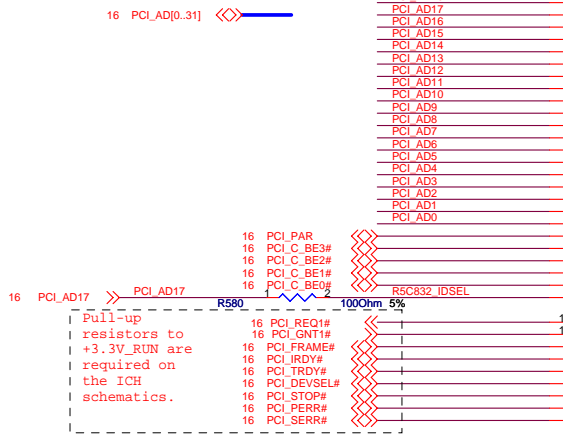 PCI_AD17
16 PCI_AD[0..31]
PCI_AD16
PCI_AD15
PCI_AD14
PCI_AD13
PCI_AD12
PCI_AD11
PCI_AD10
PCI_AD9
PCI_AD8
PCI_AD7
PCI_AD6
PCI_AD5
PCI_AD4
PCI_AD3
PCI_AD2
PCI_AD1
PCI_AD0
16 PCI_PAR
16 PCI_C_BE3#
16 PCI_C_BE2#
16 PCI_C_BE1#
16 PCI_C_BE0#
16 PCI_AD17 PCI_AD17 1 2 R5C832_IDSEL
R580 100Ohm 5%
Pull-up
resistors to
+3.3V_RUN are
required on
the ICH
schematics.
16 PCI_REQ1# 1
16 PCI_GNT1# 1
16 PCI_FRAME#
16 PCI_IRDY#
16 PCI_TRDY#
16 PCI_DEVSEL#
16 PCI_STOP#
16 PCI_PERR#
16 PCI_SERR#